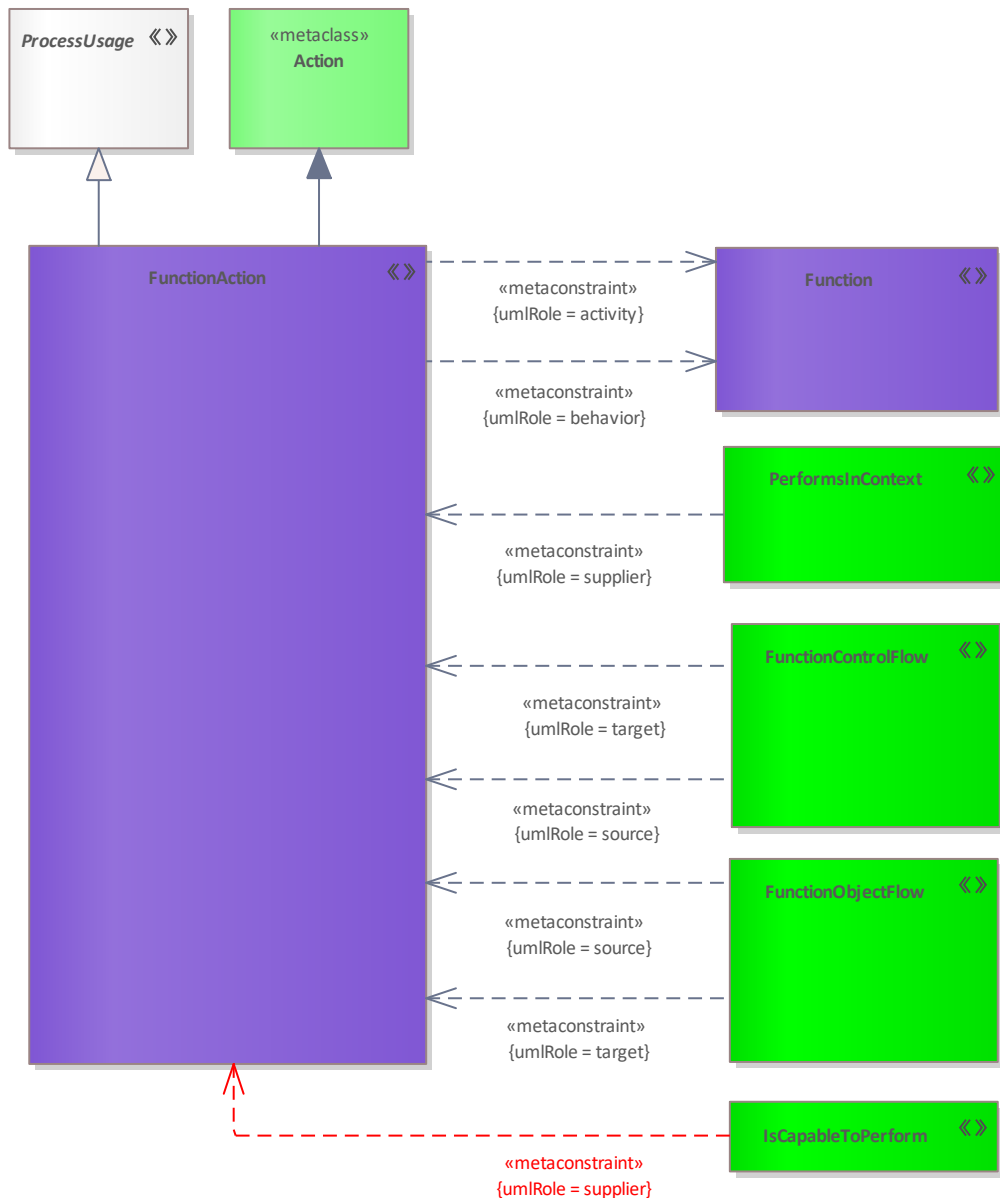 ProcessUsage
«metaclass»
Action
FunctionAction
«metaconstraint»
{umlRole = activity}
Function
«metaconstraint»
{umlRole = behavior}
PerformsInContext
«metaconstraint»
{umlRole = supplier}
FunctionControlFlow
«metaconstraint»
{umlRole = target}
«metaconstraint»
{umlRole = source}
FunctionObjectFlow
«metaconstraint»
{umlRole = source}
«metaconstraint»
{umlRole = target}
IsCapableToPerform
«metaconstraint»
{umlRole = supplier}